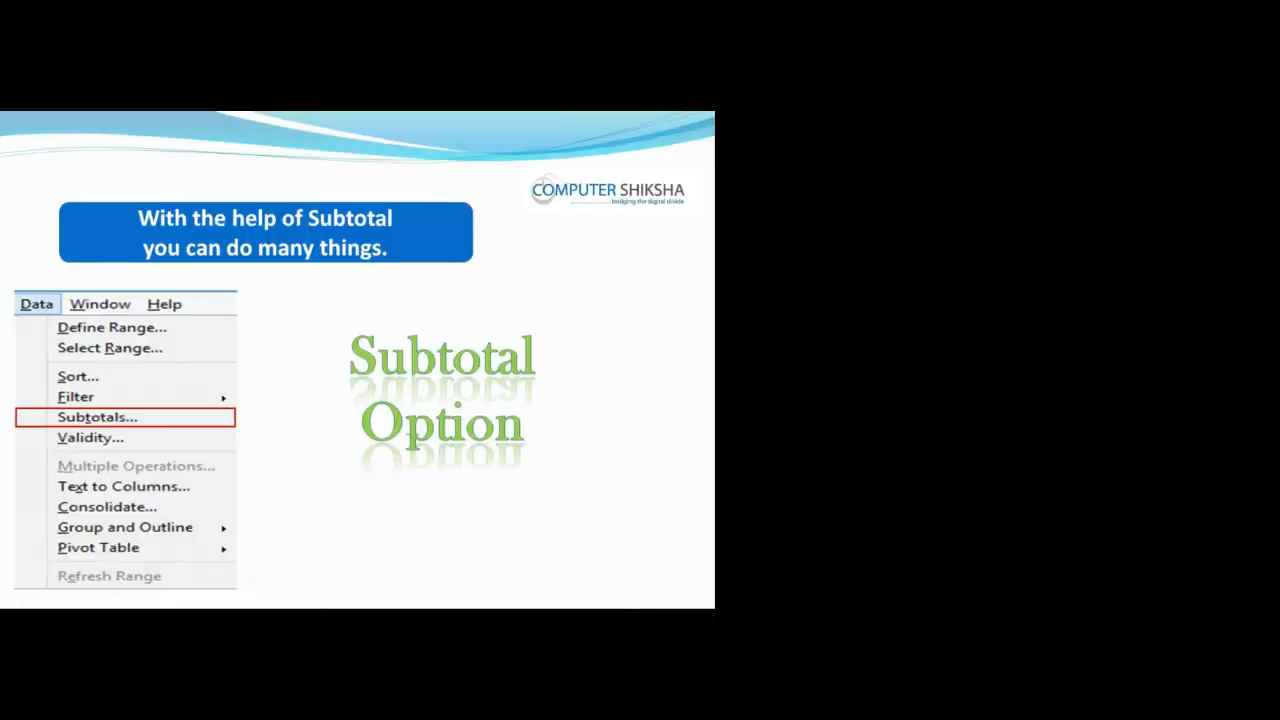 COMPUTER SHIKSHA
bridging the digital divide
With the help of Subtotal
you can do many things.
Data Window Help
Define Range...
Select Range...
Sort...
Filter
Subtotals...
Validity...
Multiple Operations...
Text to Columns...
Consolidate...
Group and Outline
Pivot Table
Refresh Range
Subtotal
Option